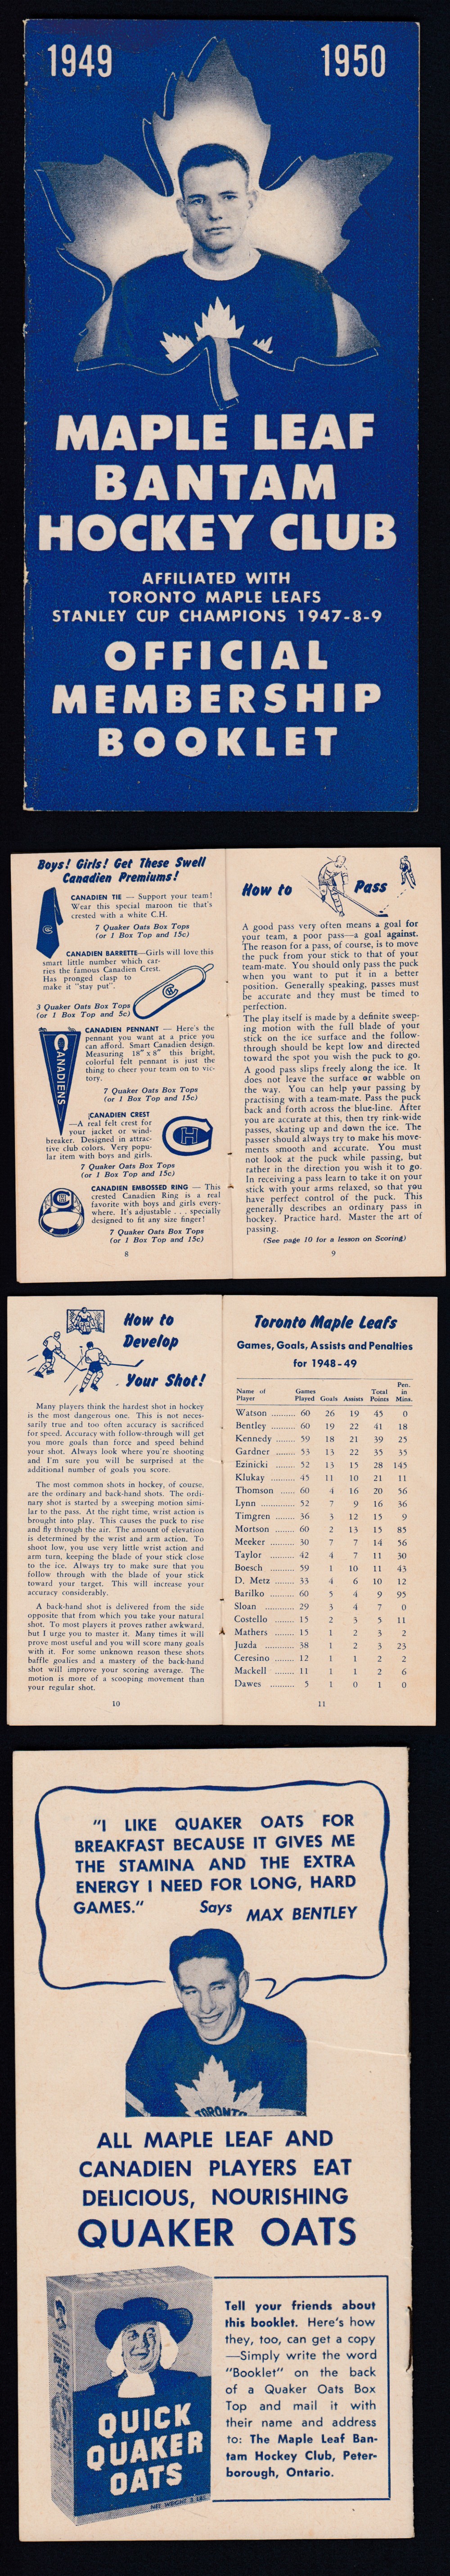 1949 1950
MAPLE LEAF
BANTAM
HOCKEY CLUB
AFFILIATED WITH
TORONTO MAPLE LEAFS
STANLEY CUP CHAMPIONS 1947-8-9
OFFICIAL
MEMBERSHIP
BOOKLET
Boys! Girls! Get These Swell
Canadien Premiums!
CANADIEN TIE — Support your team!
Wear this special maroon tie that's
crested with a white C.H.
7 Quaker Oats Box Tops
(or 1 Box Top and 15c)
CANADIEN BARRETTE—Girls will love this
smart little number which car-
ries the famous Canadien Crest.
Has pronged clasp to
make it "stay put".
3 Quaker Oats Box Tops
(or 1 Box Top and 5c)
CANADIENS
CANADIEN PENNANT — Here's the
pennant you want at a price you
can afford. Smart Canadien design.
Measuring 18" x 8" this bright,
colorful felt pennant is just the
thing to cheer your team on to vic-
tory.
7 Quaker Oats Box Tops
(or 1 Box Top and 15c)
CANADIEN CREST
—A real felt crest for
your jacket or wind-
breaker. Designed in attrac-
tive club colors. Very popu-
lar item with boys and girls.
7 Quaker Oats Box Tops
(or 1 Box Top and 15c)
CANADIEN EMBOSSED RING — This
crested Canadien Ring is a real
favorite with boys and girls every-
where. It's adjustable . . . specially
designed to fit any size finger!
7 Quaker Oats Box Tops
(or 1 Box Top and 15c)
8
How to Pass
A good pass very often means a goal for
your team, a poor pass—a goal against.
The reason for a pass, of course, is to move
the puck from your stick to that of your
team-mate. You should only pass the puck
when you want to put it in a better
position. Generally speaking, passes must
be accurate and they must be timed to
perfection.
The play itself is made by a definite sweep-
ing motion with the full blade of your
stick on the ice surface and the follow-
through should be kept low and directed
toward the spot you wish the puck to go.
A good pass slips freely along the ice. It
does not leave the surface or wabble on
the way. You can help your passing by
practising with a team-mate. Pass the puck
back and forth across the blue-line. After
you are accurate at this, then try rink-wide
passes, skating up and down the ice. The
passer should always try to make his move-
ments smooth and accurate. You must
not look at the puck while passing, but
rather in the direction you wish it to go.
In receiving a pass learn to take it on your
stick with your arms relaxed, so that you
have perfect control of the puck. This
generally describes an ordinary pass in
hockey. Practice hard. Master the art of
passing.
(See page 10 for a lesson on Scoring)
9
How to
Develop
Your Shot!
Many players think the hardest shot in hockey
is the most dangerous one. This is not neces-
sarily true and too often accuracy is sacrificed
for speed. Accuracy with follow-through will get
you more goals than force and speed behind
your shot. Always look where you're shooting
and I'm sure you will be surprised at the
additional number of goals you score.
The most common shots in hockey, of course,
are the ordinary and back-hand shots. The ordi-
nary shot is started by a sweeping motion simi-
lar to the pass. At the right time, wrist action is
brought into play. This causes the puck to rise
and fly through the air. The amount of elevation
is determined by the wrist and arm action. To
shoot low, you use very little wrist action and
arm turn, keeping the blade of your stick close
to the ice. Always try to make sure that you
follow through with the blade of your stick
toward your target. This will increase your
accuracy considerably.
A back-hand shot is delivered from the side
opposite that from which you take your natural
shot. To most players it proves rather awkward,
but I urge you to master it. Many times it will
prove most useful and you will score many goals
with it. For some unknown reason these shots
baffle goalies and a mastery of the back-hand
shot will improve your scoring average. The
motion is more of a scooping movement than
your regular shot.
10
Toronto Maple Leafs
Games, Goals, Assists and Penalties
for 1948-49
Name of Player Games Played Goals Assists Total Points Pen. in Mins.
Watson ......... 60 26 19 45 0
Bentley ......... 60 19 22 41 18
Kennedy ....... 59 18 21 39 25
Gardner ....... 53 13 22 35 35
Ezinicki ....... 52 13 15 28 145
Klukay ......... 45 11 10 21 11
Thomson ...... 60 4 16 20 56
Lynn ............ 52 7 9 16 36
Timgren ....... 36 3 12 15 9
Mortson ....... 60 2 13 15 85
Meeker ........ 30 7 7 14 56
Taylor ......... 42 4 7 11 30
Boesch ........ 59 1 10 11 43
D. Metz ....... 33 4 6 10 12
Barilko ........ 60 5 4 9 95
Sloan .......... 29 3 4 7 0
Costello ....... 15 2 3 5 11
Mathers ....... 15 1 2 3 2
Juzda .......... 38 1 2 3 23
Ceresino ...... 12 1 1 2 2
Mackell ....... 11 1 1 2 6
Dawes ......... 5 1 0 1 0
11
"I LIKE QUAKER OATS FOR
BREAKFAST BECAUSE IT GIVES ME
THE STAMINA AND THE EXTRA
ENERGY I NEED FOR LONG, HARD
GAMES." Says MAX BENTLEY
TORONTO
ALL MAPLE LEAF AND
CANADIEN PLAYERS EAT
DELICIOUS, NOURISHING
QUAKER OATS
QUICK
QUAKER
OATS
NET WEIGHT 3 LBS.
Tell your friends about
this booklet. Here's how
they, too, can get a copy
—Simply write the word
"Booklet" on the back
of a Quaker Oats Box
Top and mail it with
their name and address
to: The Maple Leaf Ban-
tam Hockey Club, Peter-
borough, Ontario.